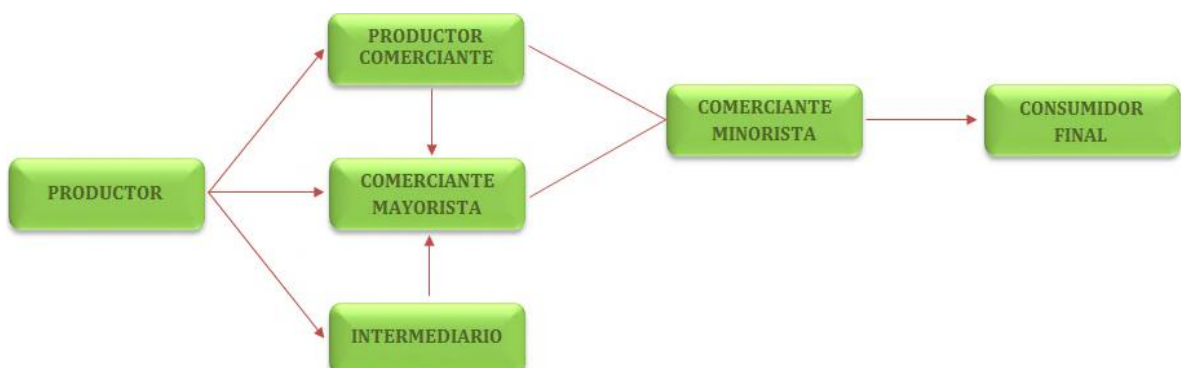 PRODUCTOR
COMERCIANTE
COMERCIANTE
MINORISTA
CONSUMIDOR
FINAL
PRODUCTOR
COMERCIANTE
MAYORISTA
INTERMEDIARIO